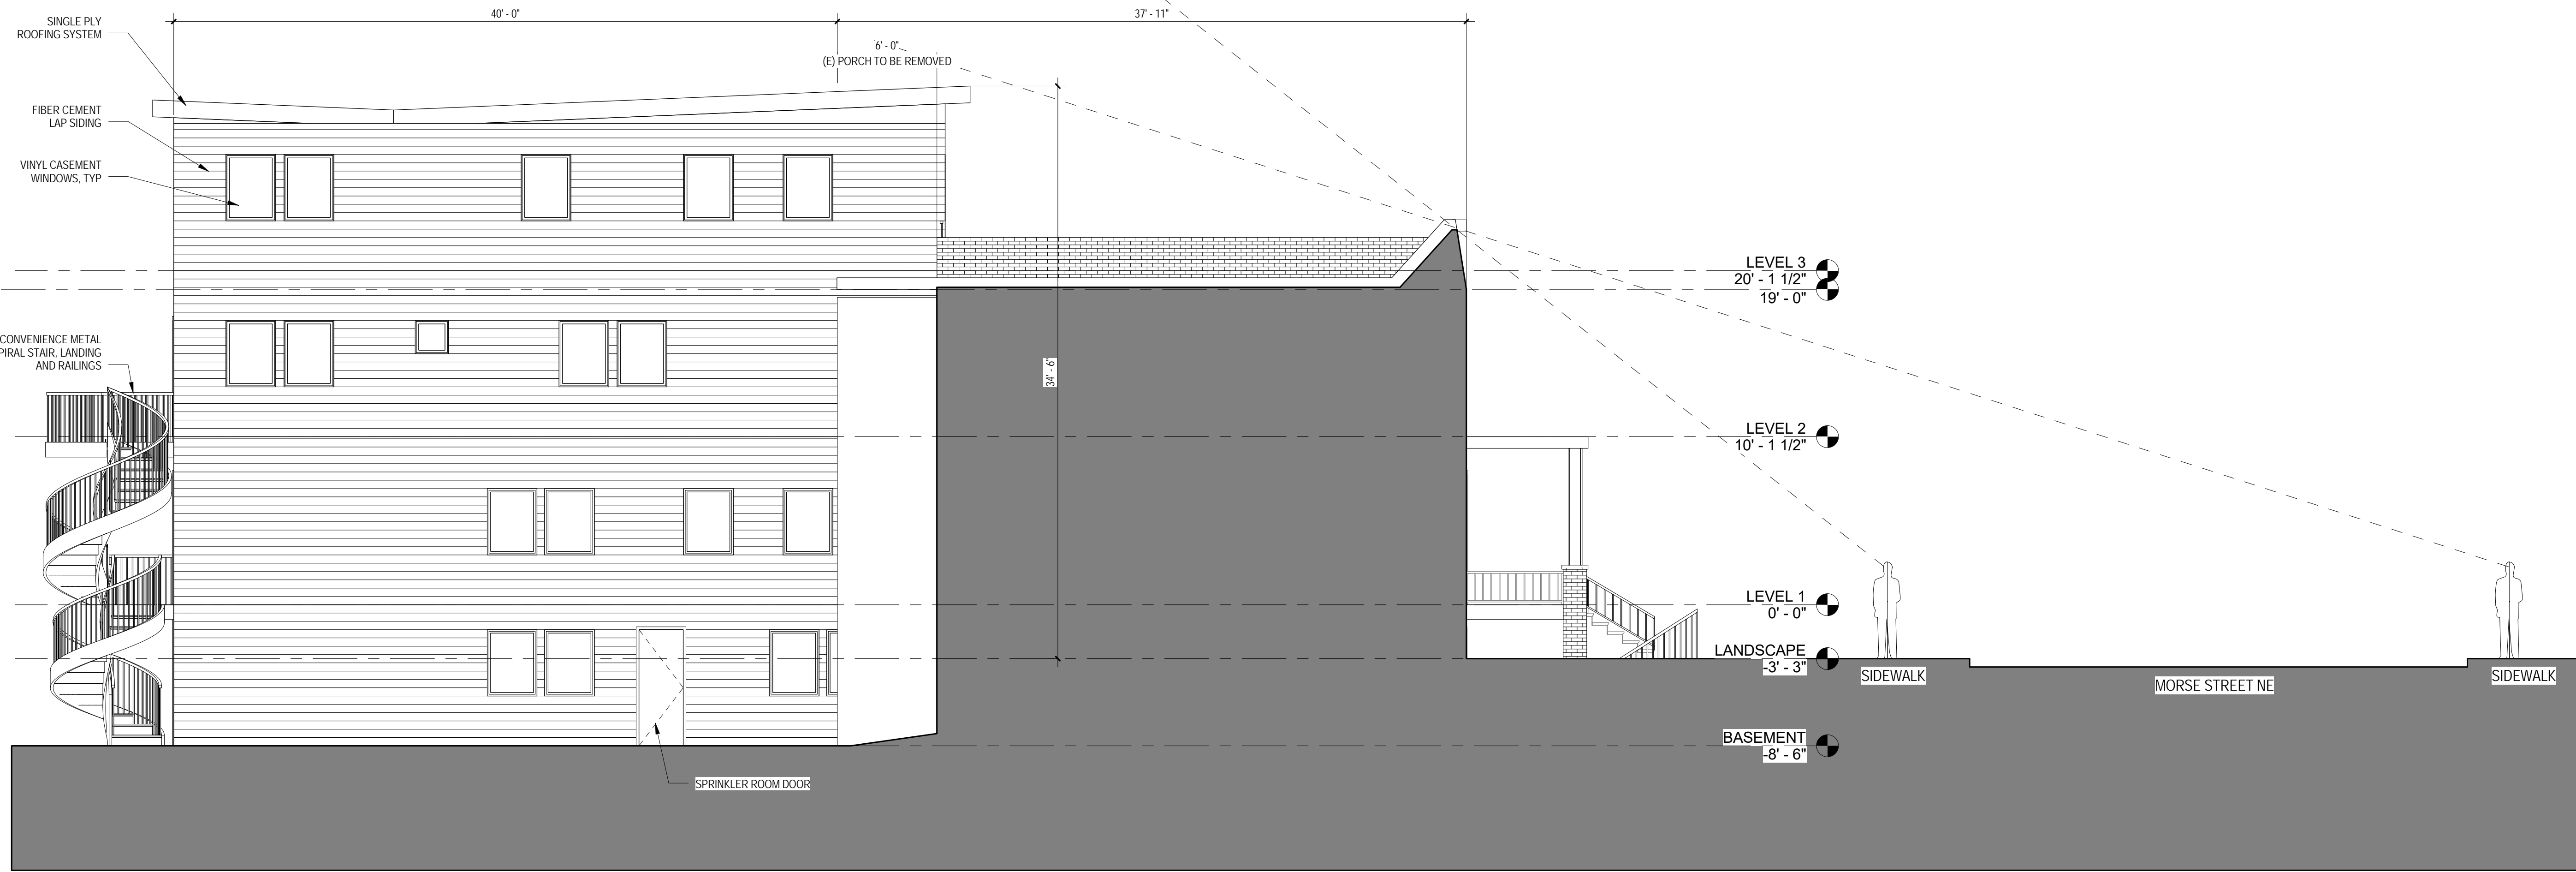 40' - 0"
37' - 11"
SINGLE PLY
ROOFING SYSTEM
6' - 0"
(E) PORCH TO BE REMOVED
FIBER CEMENT
LAP SIDING
VINYL CASEMENT
WINDOWS, TYP
LEVEL 3
20' - 1 1/2"
19' - 0"
CONVENIENCE METAL
PIRAL STAIR, LANDING
AND RAILINGS
34' - 6"
LEVEL 2
10' - 1 1/2"
LEVEL 1
0' - 0"
LANDSCAPE
-3' - 3"
SIDEWALK
MORSE STREET NE
SIDEWALK
BASEMENT
-8' - 6"
SPRINKLER ROOM DOOR